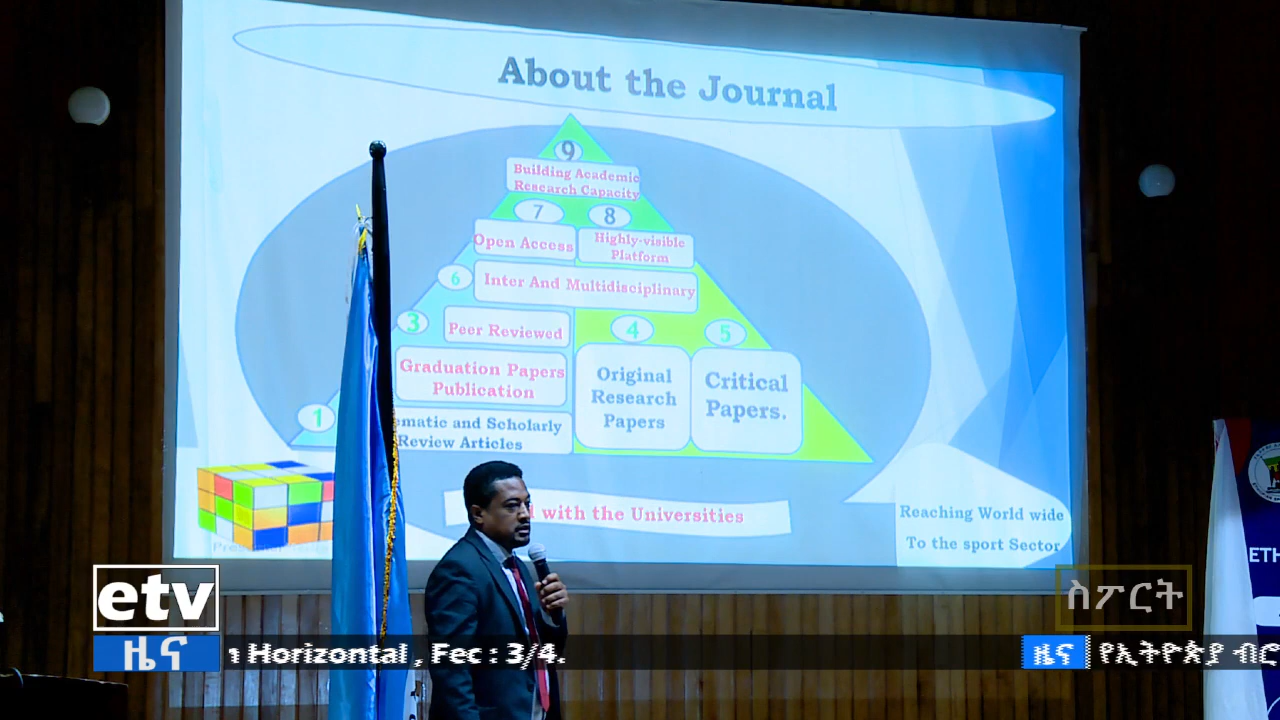 About the Journal
9
Building Academic
Research Capacity
7
8
Open Access
Highly-visible
Platform
6
Inter And Multidisciplinary
3
4
5
Peer Reviewed
Graduation Papers
Publication
Original
Research
Papers
Critical
Papers.
1
ematic and Scholarly
Review Articles
with the Universities
Reaching World wide
To the sport Sector
ETH
etv
ስፖርት
ዜና
Horizontal , Fec : 3/4.
ዜና
የኢትዮጵያ ብር